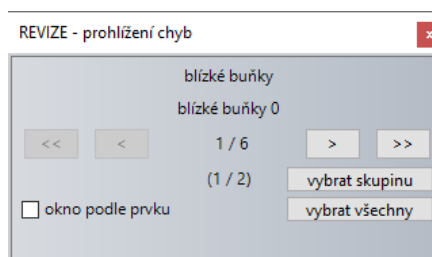 REVIZE - prohlížení chyb
x
blízké buňky
blízké buňky 0
<< < 1 / 6 > >>
(1 / 2) vybrat skupinu
okno podle prvku vybrat všechny